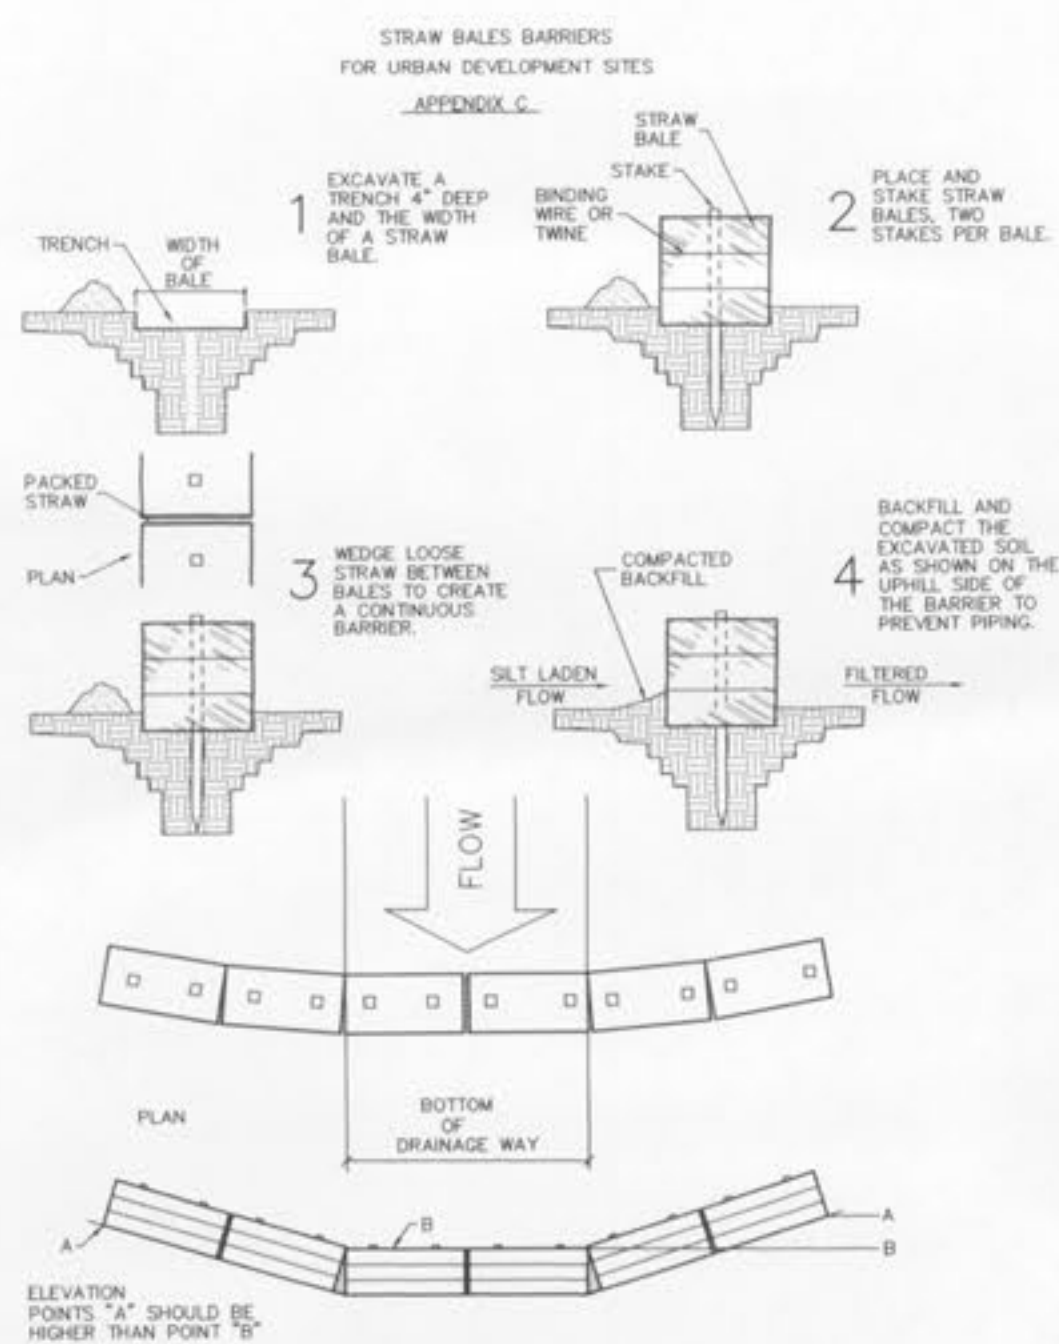 STRAW BALES BARRIERS
FOR URBAN DEVELOPMENT SITES
APPENDIX C
1
EXCAVATE A
TRENCH 4" DEEP
AND THE WIDTH
OF A STRAW
BALE.
TRENCH
WIDTH
OF
BALE
STRAW
BALE
STAKE
BINDING
WIRE OR
TWINE
2
PLACE AND
STAKE STRAW
BALES, TWO
STAKES PER BALE.
PACKED
STRAW
PLAN
3
WEDGE LOOSE
STRAW BETWEEN
BALES TO CREATE
A CONTINUOUS
BARRIER.
COMPACTED
BACKFILL
4
BACKFILL AND
COMPACT THE
EXCAVATED SOIL
AS SHOWN ON THE
UPHILL SIDE OF
THE BARRIER TO
PREVENT PIPING.
SILT LADEN
FLOW
FILTERED
FLOW
FLOW
PLAN
BOTTOM
OF
DRAINAGE WAY
A
B
A
B
ELEVATION
POINTS "A" SHOULD BE
HIGHER THAN POINT "B"